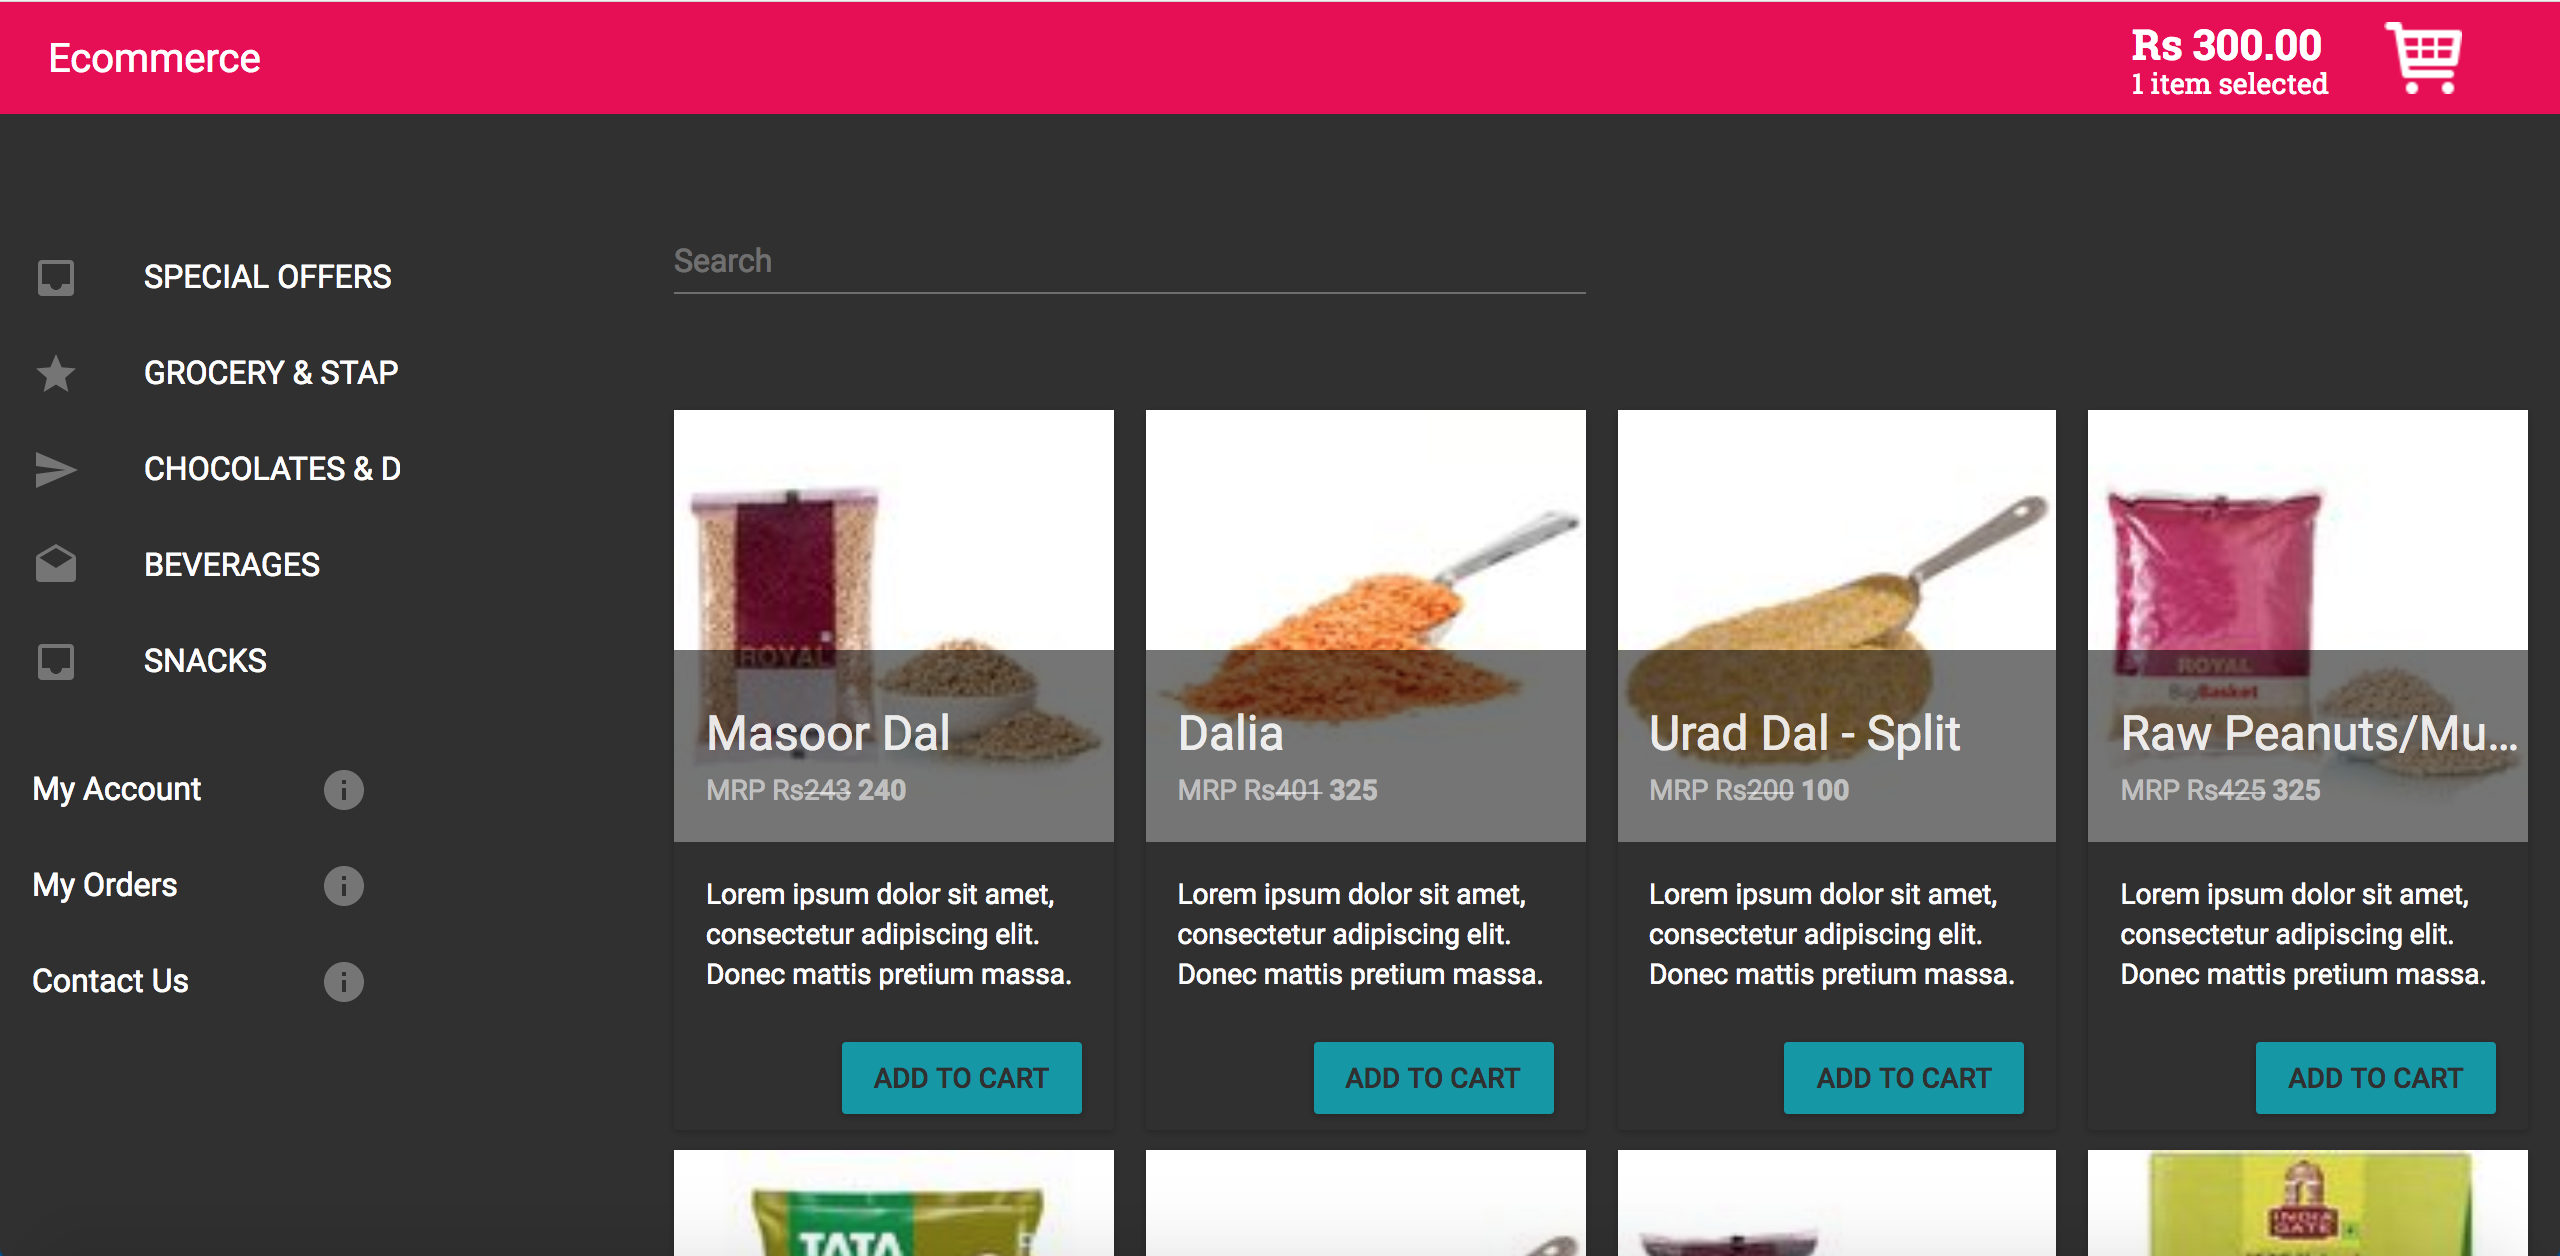 Ecommerce
Rs 300.00
1 item selected
SPECIAL OFFERS
GROCERY & STAP
CHOCOLATES & D
BEVERAGES
SNACKS
My Account
My Orders
Contact Us
Search
ROYAL
Masoor Dal
MRP Rs243 240
Lorem ipsum dolor sit amet,
consectetur adipiscing elit.
Donec mattis pretium massa.
ADD TO CART
Dalia
MRP Rs401 325
Lorem ipsum dolor sit amet,
consectetur adipiscing elit.
Donec mattis pretium massa.
ADD TO CART
Urad Dal - Split
MRP Rs200 100
Lorem ipsum dolor sit amet,
consectetur adipiscing elit.
Donec mattis pretium massa.
ADD TO CART
ROYAL
BigBasket
Raw Peanuts/Mu...
MRP Rs425 325
Lorem ipsum dolor sit amet,
consectetur adipiscing elit.
Donec mattis pretium massa.
ADD TO CART
TATA
INDIA
GATE